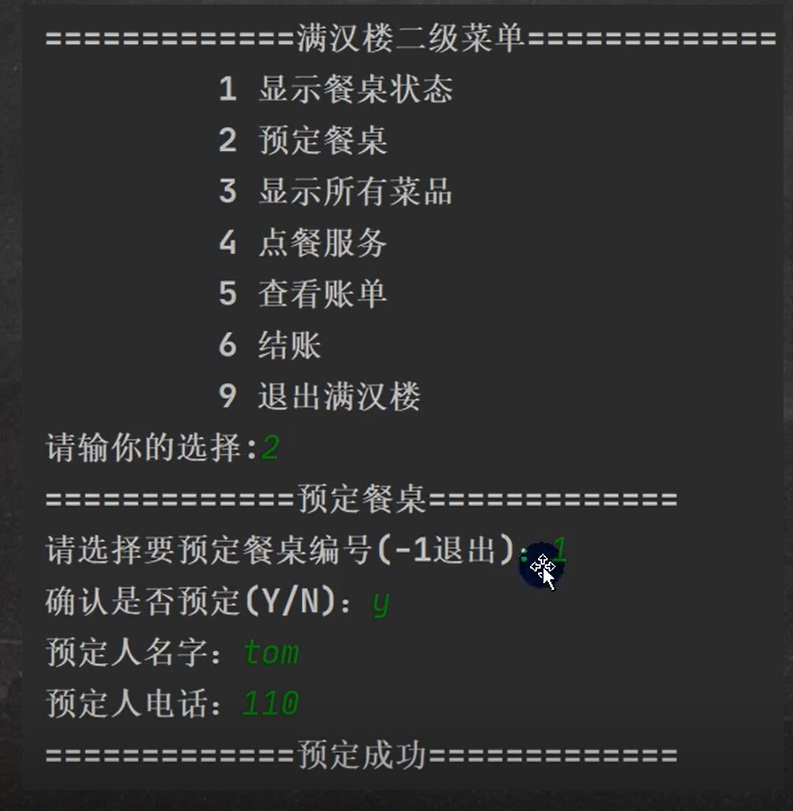 =============满汉楼二级菜单=============
1 显示餐桌状态
2 预定餐桌
3 显示所有菜品
4 点餐服务
5 查看账单
6 结账
9 退出满汉楼
请输你的选择:2
=============预定餐桌=============
请选择要预定餐桌编号(-1退出)：1
确认是否预定(Y/N)：y
预定人名字：tom
预定人电话：110
=============预定成功=============